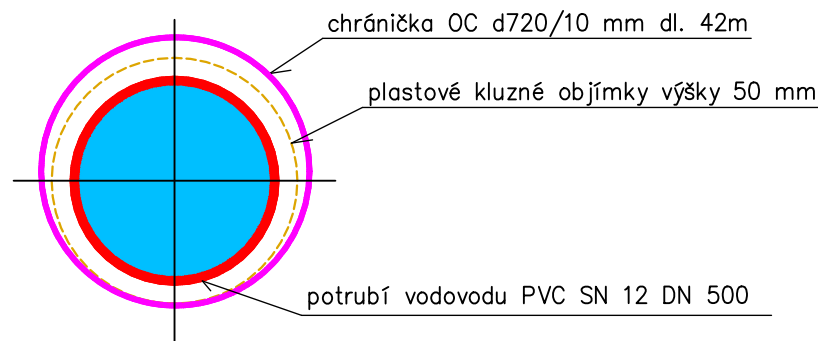 chránička OC d720/10 mm dl. 42m
plastové kluzné objímky výšky 50 mm
potrubí vodovodu PVC SN 12 DN 500